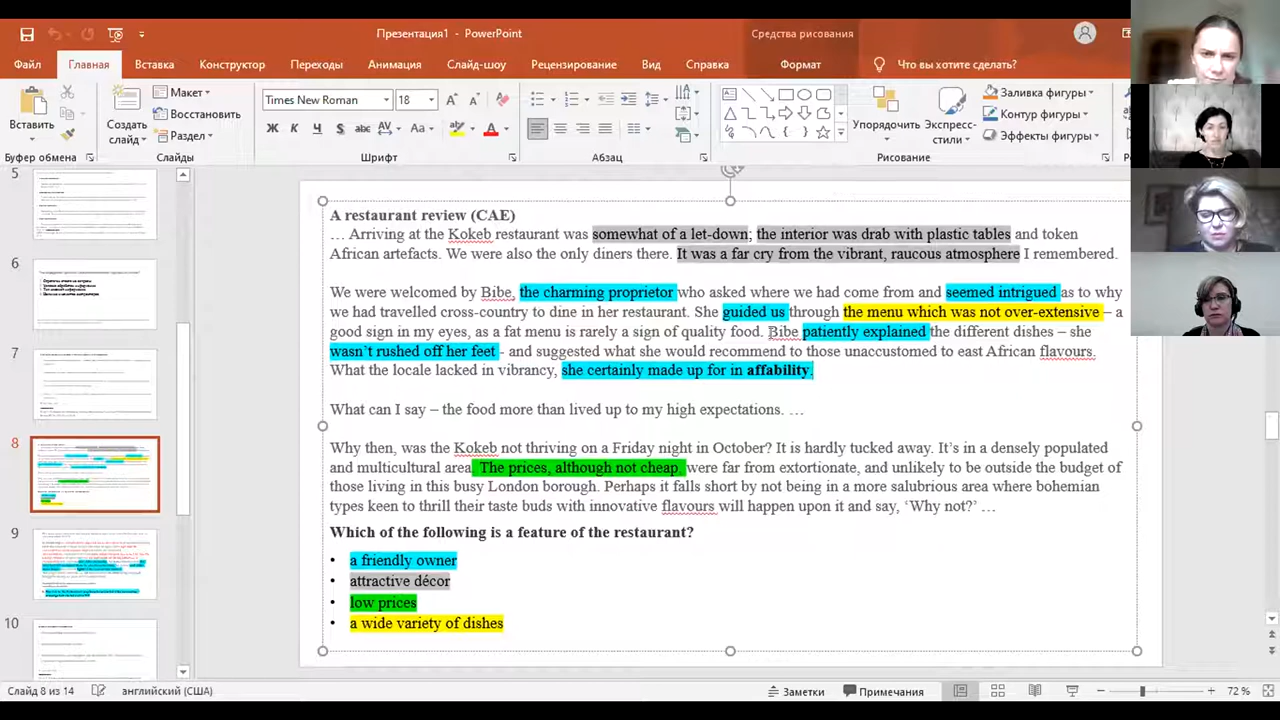 Презентация1 - PowerPoint
Средства рисования
Файл
Главная
Вставка
Конструктор
Переходы
Анимация
Слайд-шоу
Рецензирование
Вид
Справка
Формат
Что вы хотите сделать?
Вставить
Создать слайд
Макет
Восстановить
Раздел
Times New Roman
18
Ж К Ч S abc AV Aa A
Упорядочить
Экспресс-стили
Заливка фигуры
Контур фигуры
Эффекты фигуры
Буфер обмена
Слайды
Шрифт
Абзац
Рисование
5
6
7
8
9
10
A restaurant review (CAE)
… Arriving at the Kokeb restaurant was somewhat of a let-down; the interior was drab with plastic tables and token
African artefacts. We were also the only diners there. It was a far cry from the vibrant, raucous atmosphere I remembered.
We were welcomed by Bibe, the charming proprietor who asked where we had come from and seemed intrigued as to why
we had travelled cross-country to dine in her restaurant. She guided us through the menu which was not over-extensive – a
good sign in my eyes, as a fat menu is rarely a sign of quality food. Bibe patiently explained the different dishes – she
wasn’t rushed off her feet - and suggested what she would recommend to those unaccustomed to east African flavours.
What the locale lacked in vibrancy, she certainly made up for in affability.
What can I say – the food more than lived up to my high expectations. …
Why then, was the Kokeb not thriving on a Friday night in October? It is hardly tucked away. It’s in a densely populated
and multicultural area. The prices, although not cheap, were far from extortionate, and unlikely to be outside the budget of
those living in this busy London borough. Perhaps it falls short by not being in a more salubrious area where bohemian
types keen to thrill their taste buds with innovative flavours will happen upon it and say, ‘Why not?’ …
Which of the following is a feature of the restaurant?
• a friendly owner
attractive décor
• low prices
• a wide variety of dishes
Слайд 8 из 14
английский (США)
Заметки
Примечания
72 %